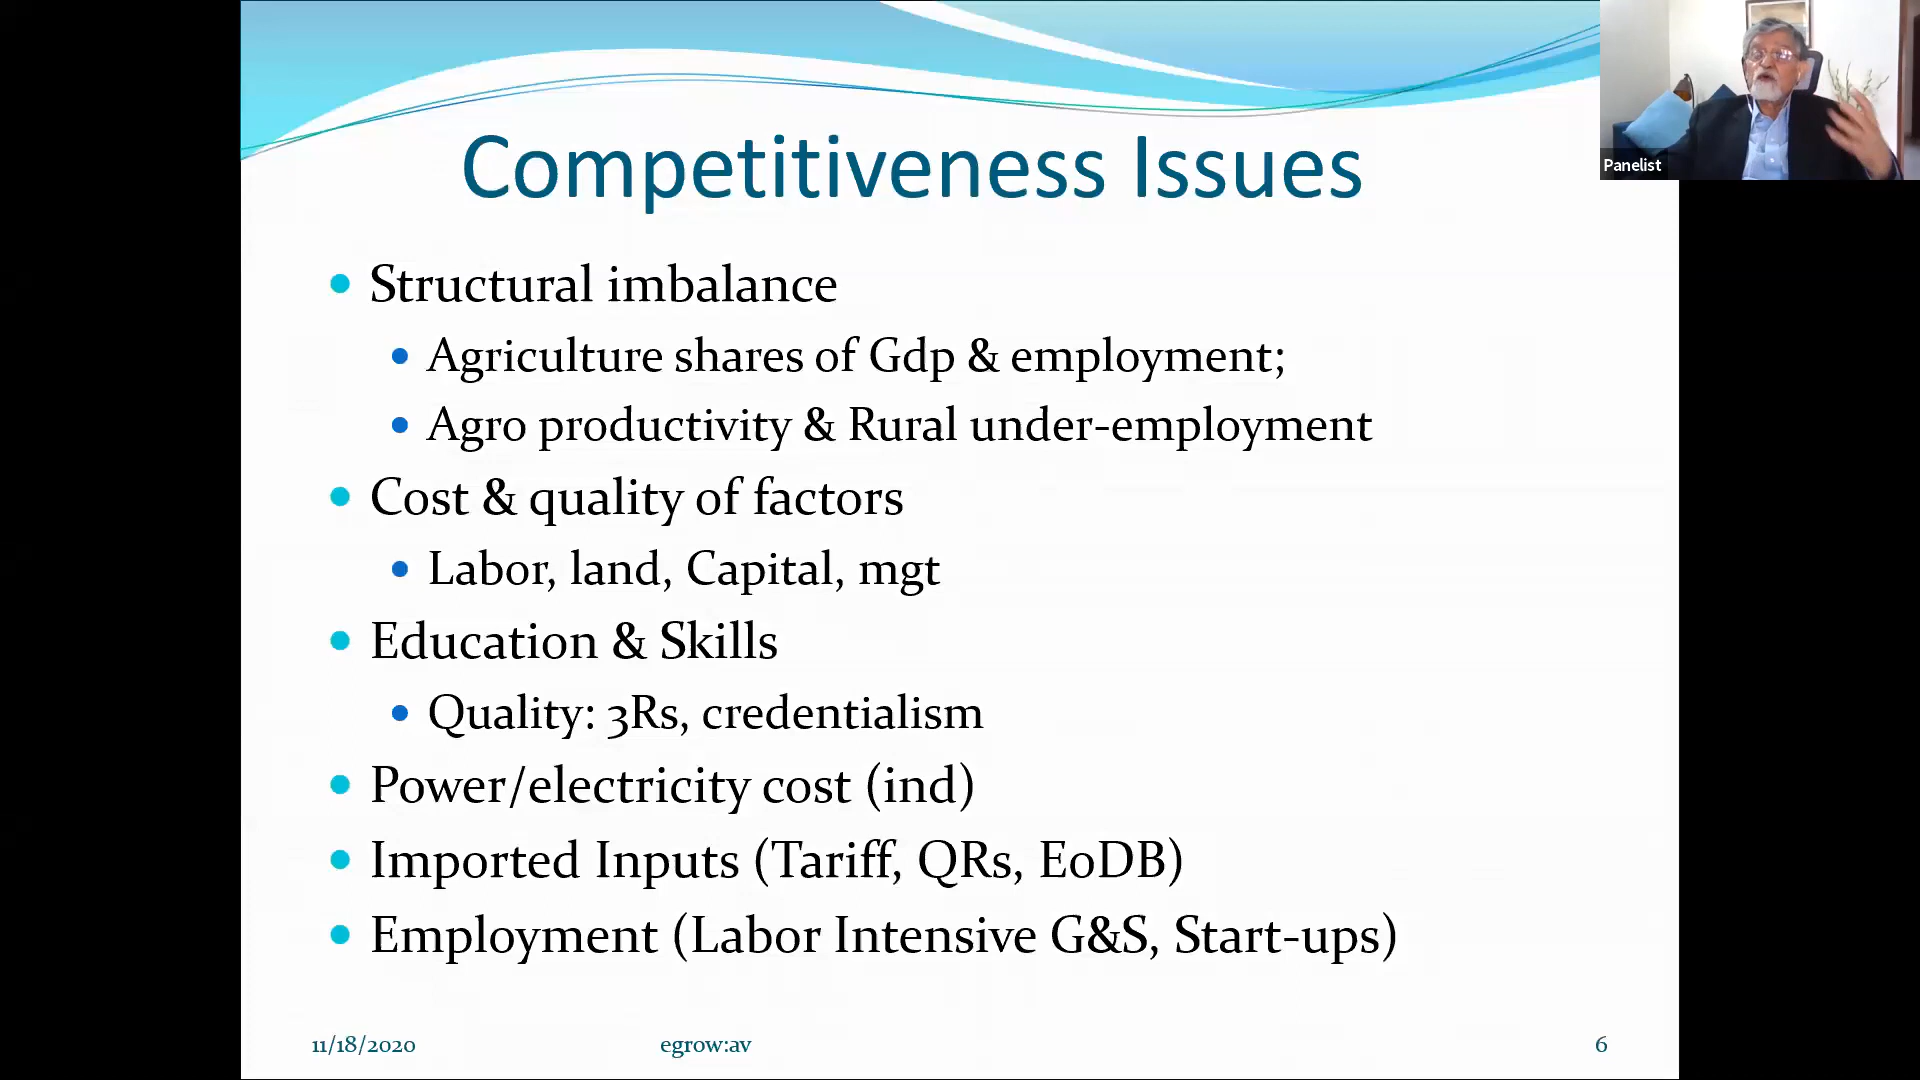 Competitiveness Issues
Panelist
Structural imbalance
Agriculture shares of Gdp & employment;
Agro productivity & Rural under-employment
Cost & quality of factors
Labor, land, Capital, mgt
Education & Skills
Quality: 3Rs, credentialism
Power/electricity cost (ind)
Imported Inputs (Tariff, QRs, EoDB)
Employment (Labor Intensive G&S, Start-ups)
11/18/2020 egrow:av 6